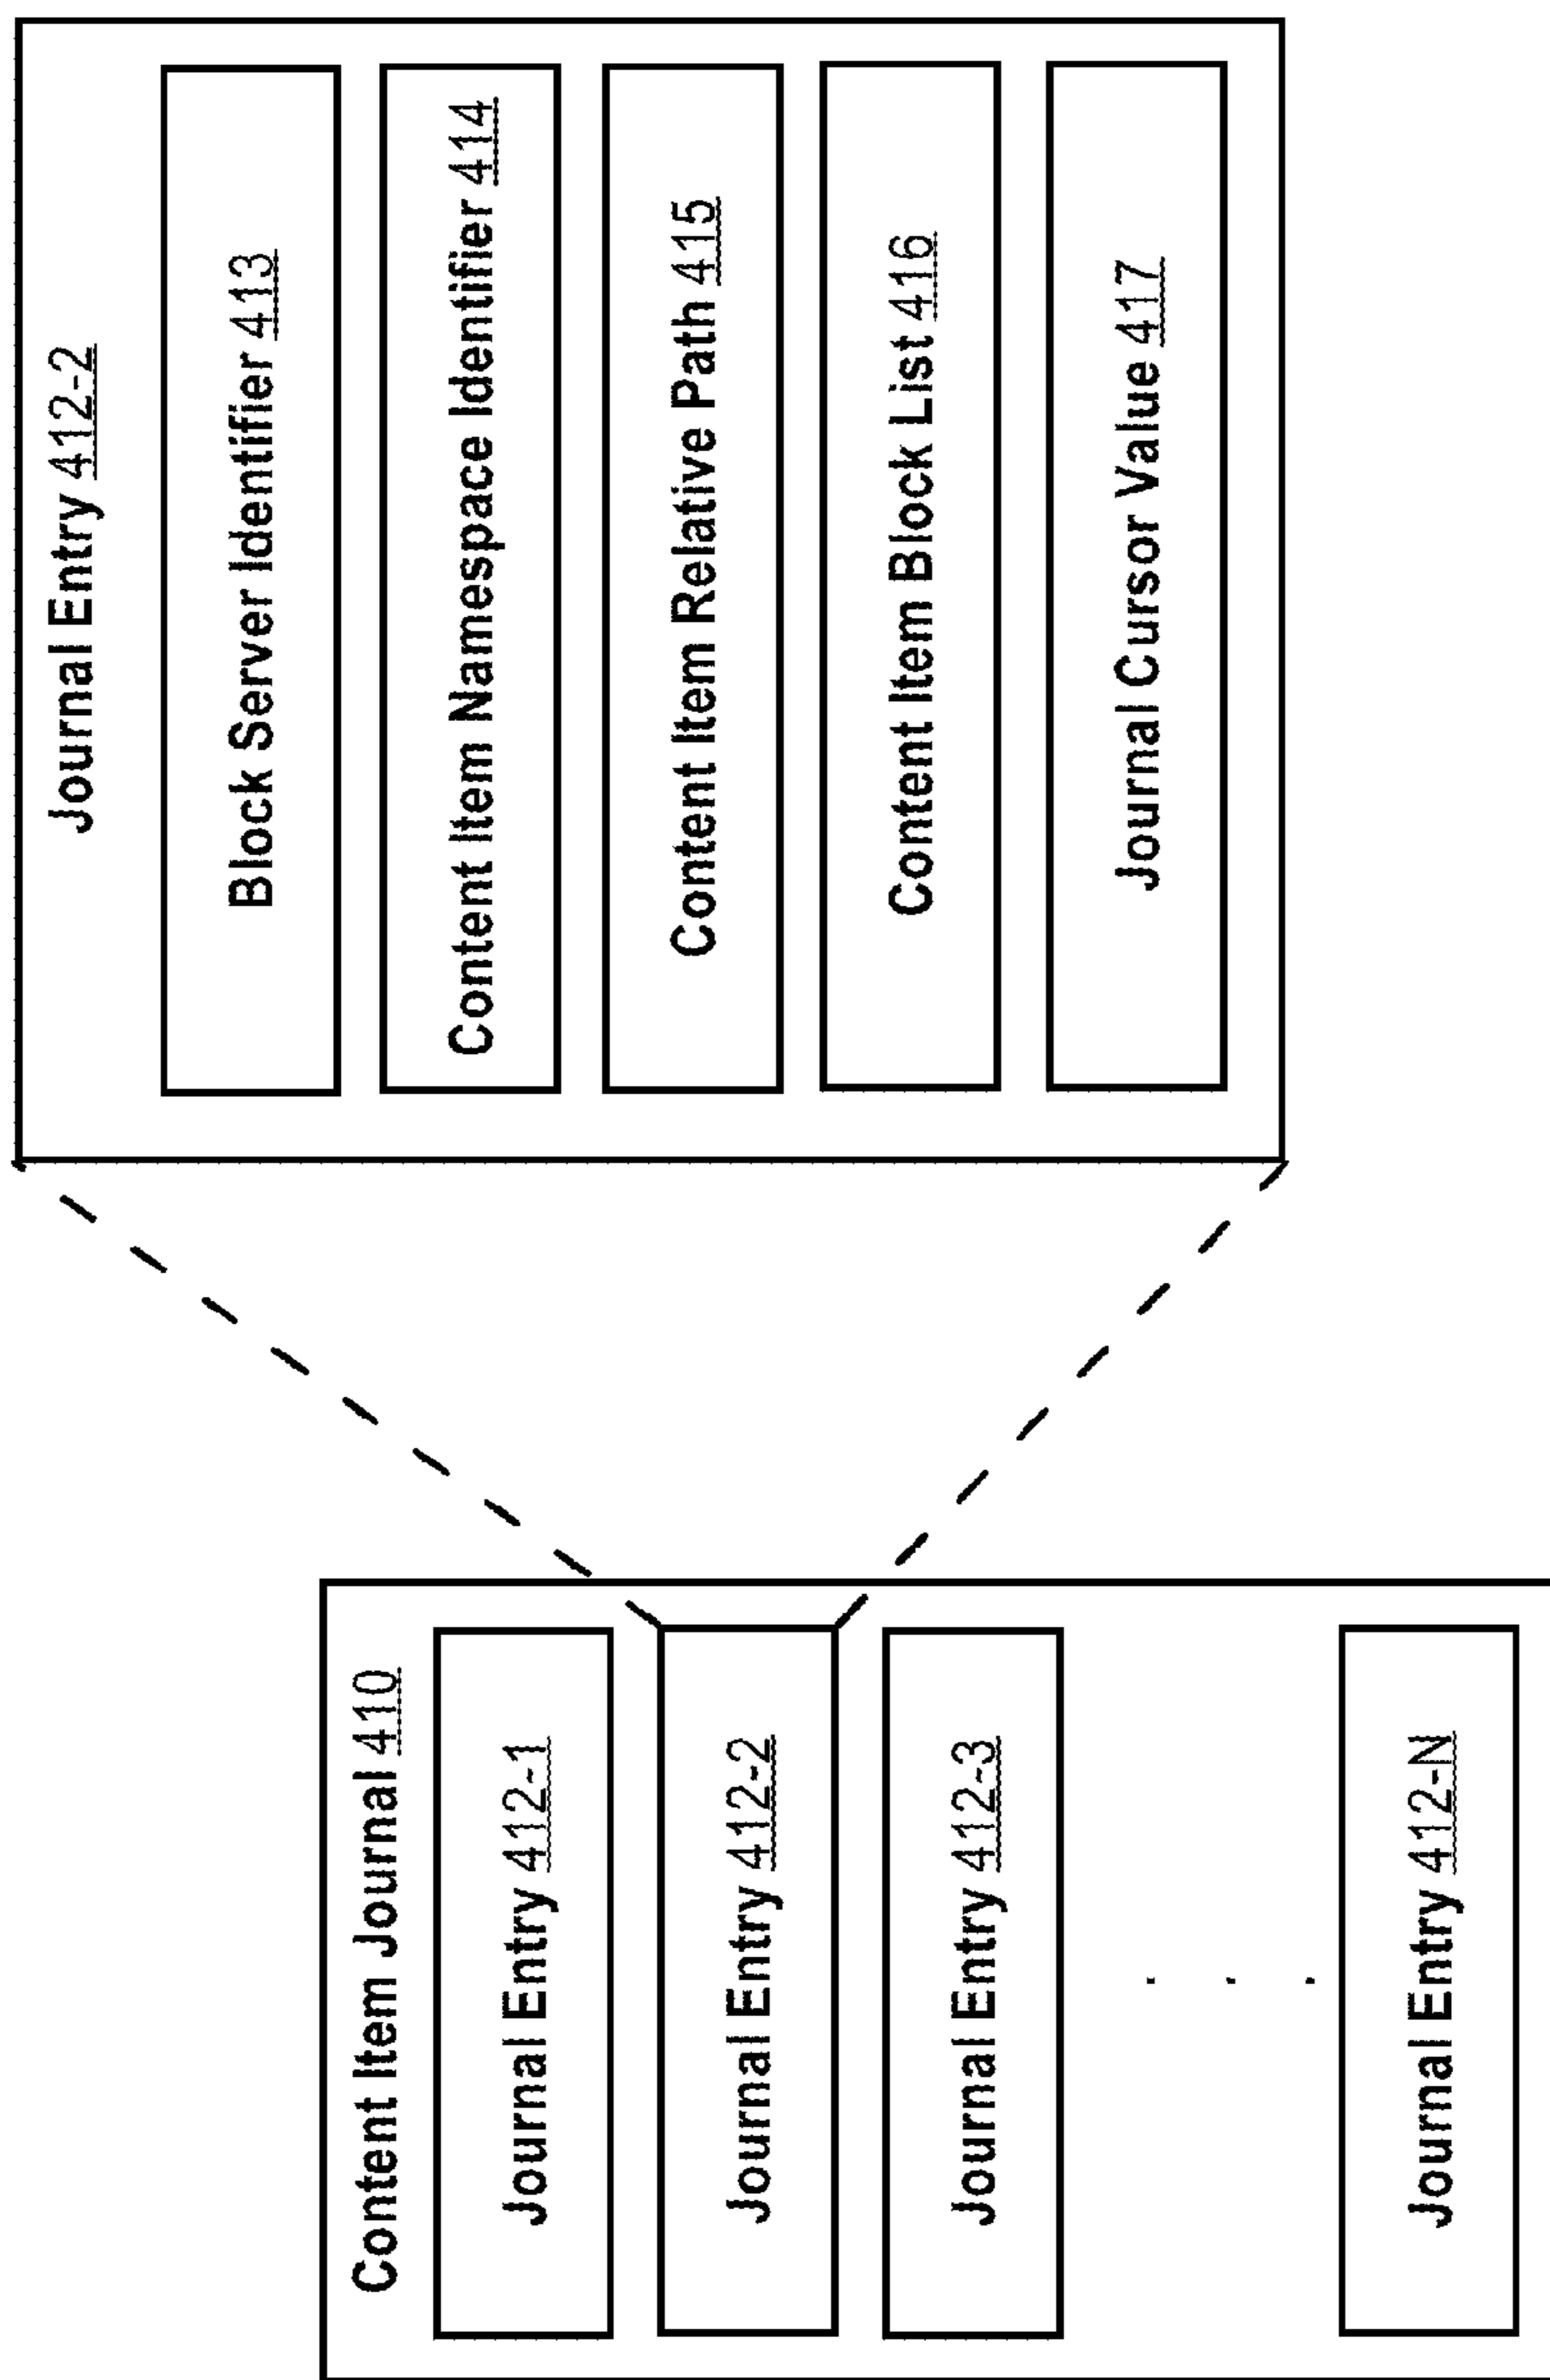 Content Item Journal 410
Journal Entry 412-1
Journal Entry 412-2
Journal Entry 412-3
. . .
Journal Entry 412-N
Journal Entry 412-2
Block Server Identifier 413
Content Item Namespace Identifier 414
Content Item Relative Path 415
Content Item Block List 416
Journal Cursor Value 417